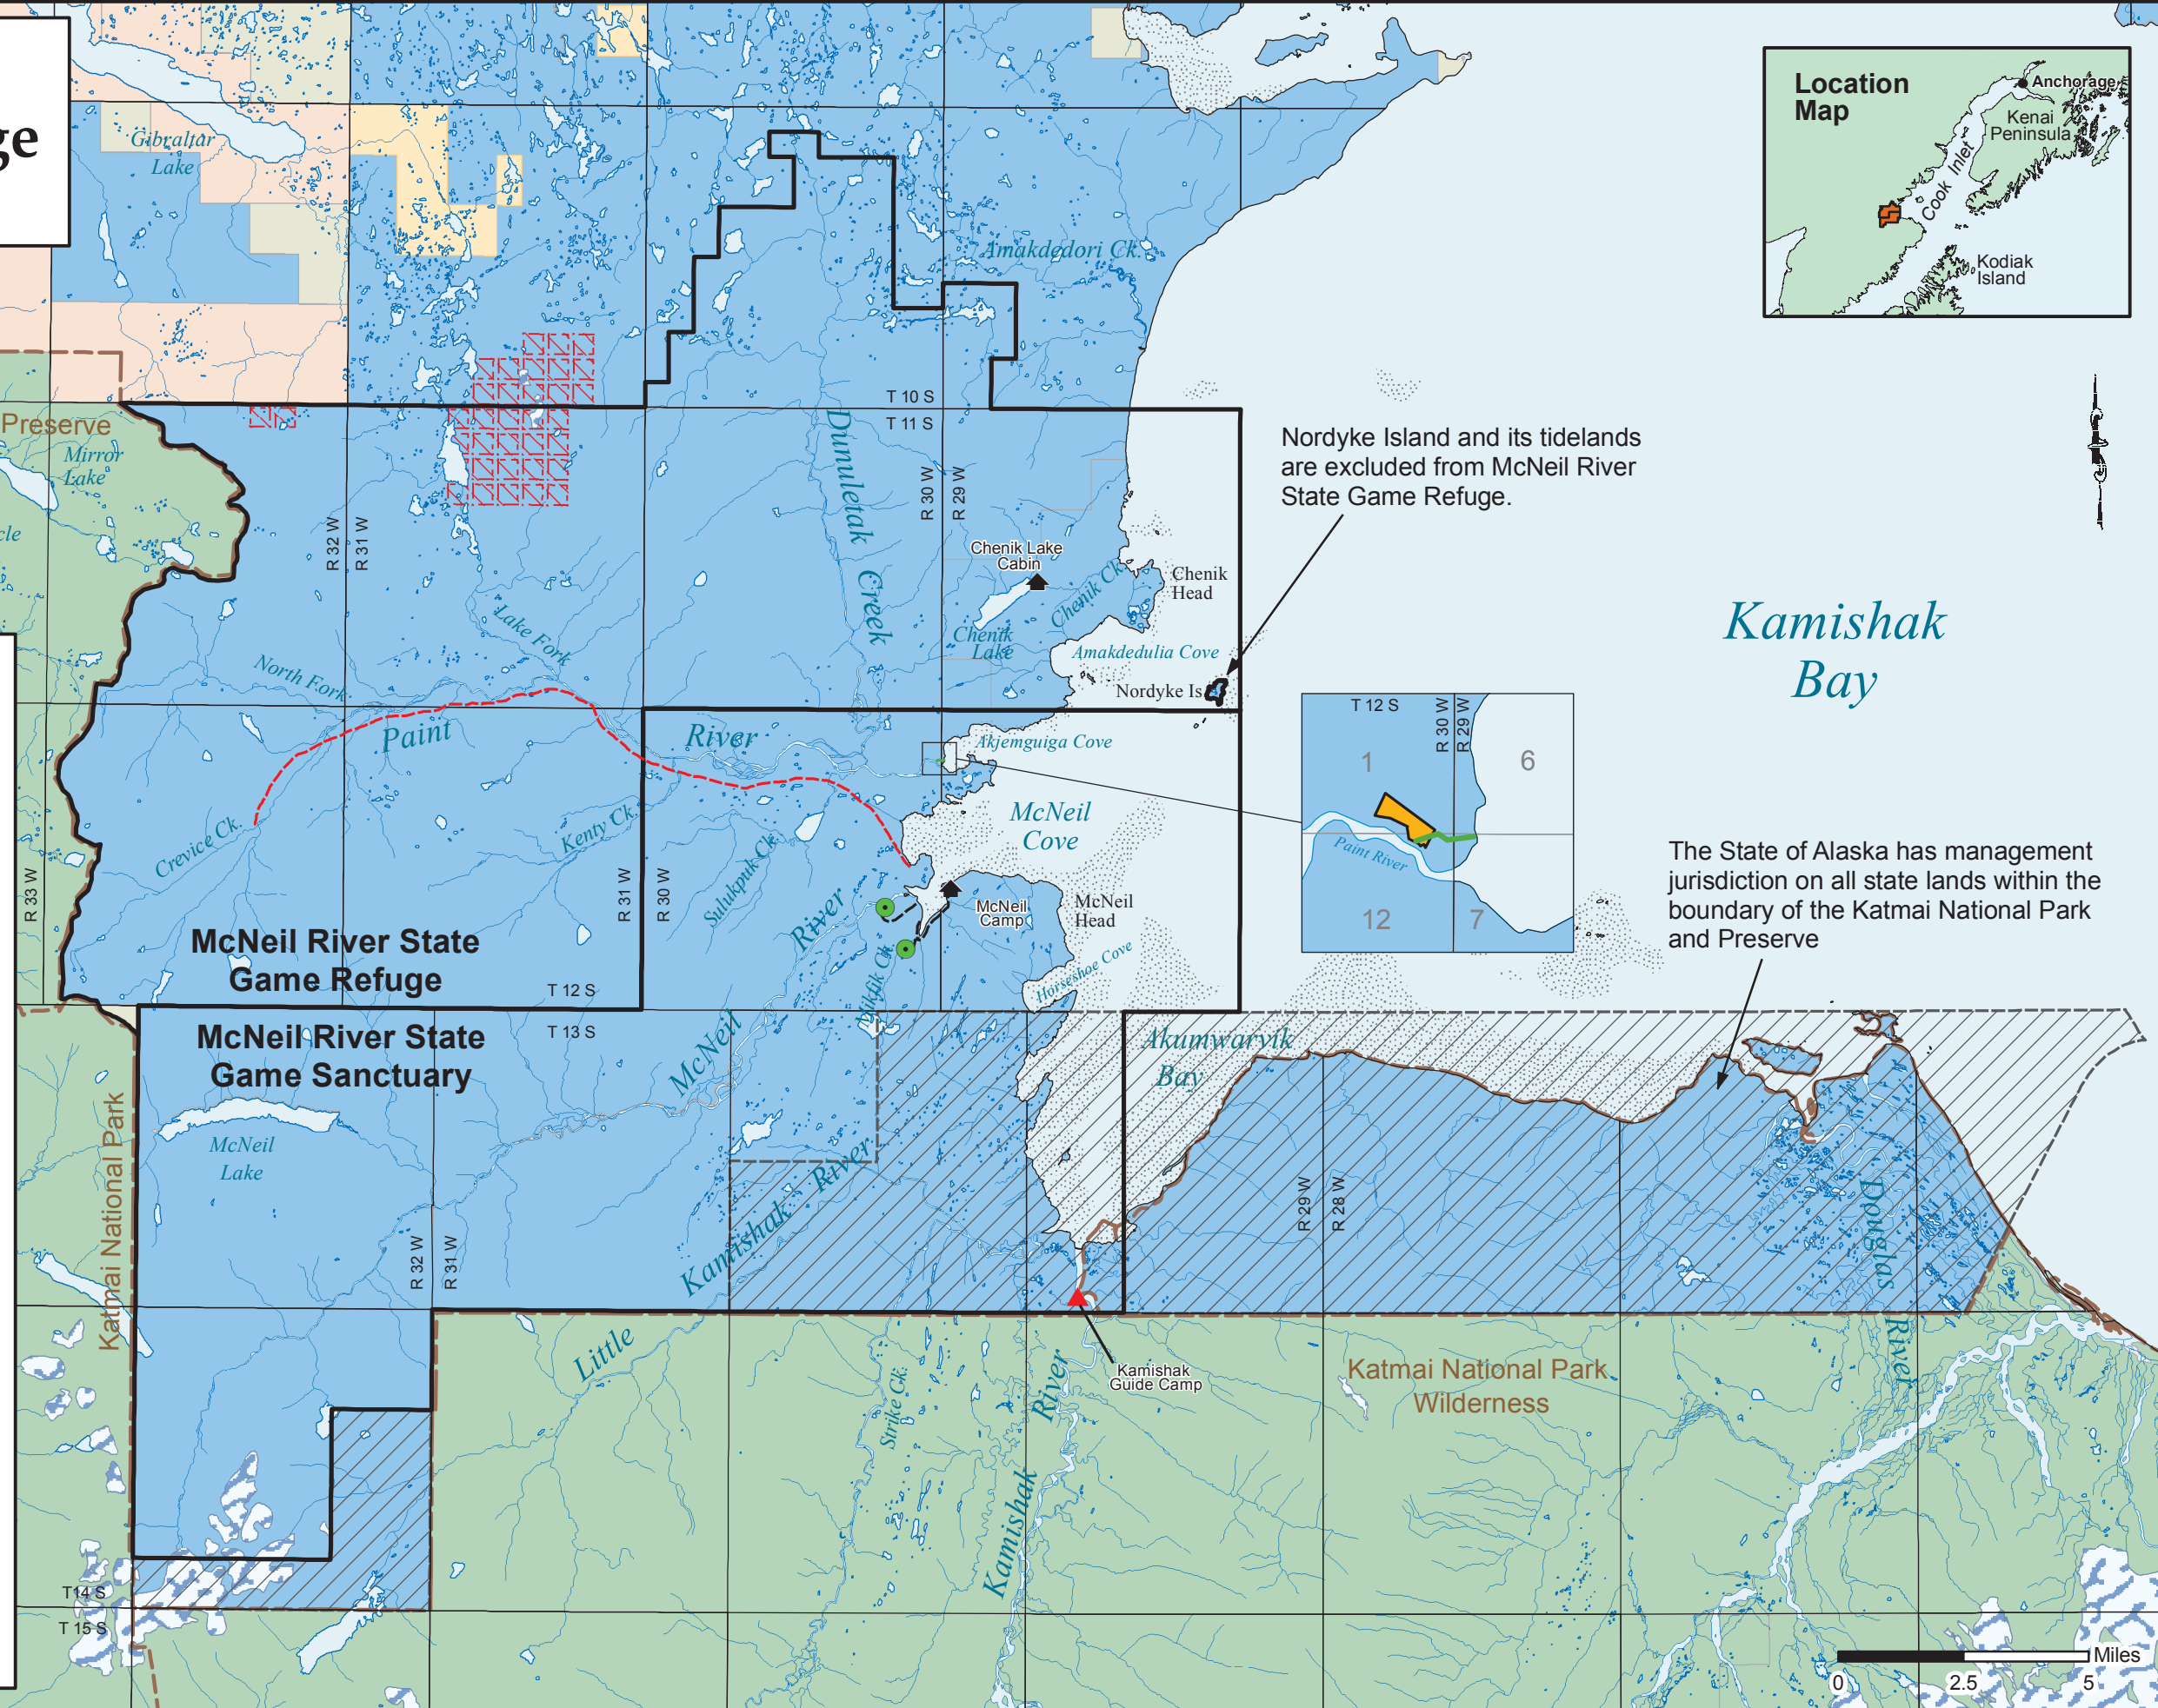 ge
Location
Map
Anchorage
Kenai
Peninsula
Cook Inlet
Kodiak
Island
Gibraltar
Lake
Amakdedori Ck.
T 10 S
T 11 S
Preserve
Mirror
Lake
cle
Dunuletak
Creek
R 30 W
R 29 W
R 32 W
R 31 W
Nordyke Island and its tidelands
are excluded from McNeil River
State Game Refuge.
Chenik Lake
Cabin
Chenik Ck.
Chenik
Head
Chenik
Lake
Amakdedulia Cove
Nordyke Is.
Kamishak
Bay
Lake Fork
North Fork
Paint
River
Akjemguiga Cove
T 12 S
R 30 W
R 29 W
1
6
Paint River
12
7
McNeil
Cove
Crevice Ck.
Kenty Ck.
Sulukpuk Ck.
R 33 W
R 31 W
R 30 W
River
McNeil
Camp
McNeil
Head
Mikfik Ck.
Horseshoe Cove
The State of Alaska has management
jurisdiction on all state lands within the
boundary of the Katmai National Park
and Preserve
McNeil River State
Game Refuge
T 12 S
T 13 S
McNeil River State
Game Sanctuary
McNeil
Akumwarvik
Bay
McNeil
Lake
Katmai National Park
R 32 W
R 31 W
Kamishak
River
R 29 W
R 28 W
Douglas
River
Little
Strike Ck.
River
Kamishak
Kamishak
Guide Camp
Katmai National Park
Wilderness
T14 S
T 15 S
Miles
0
2.5
5